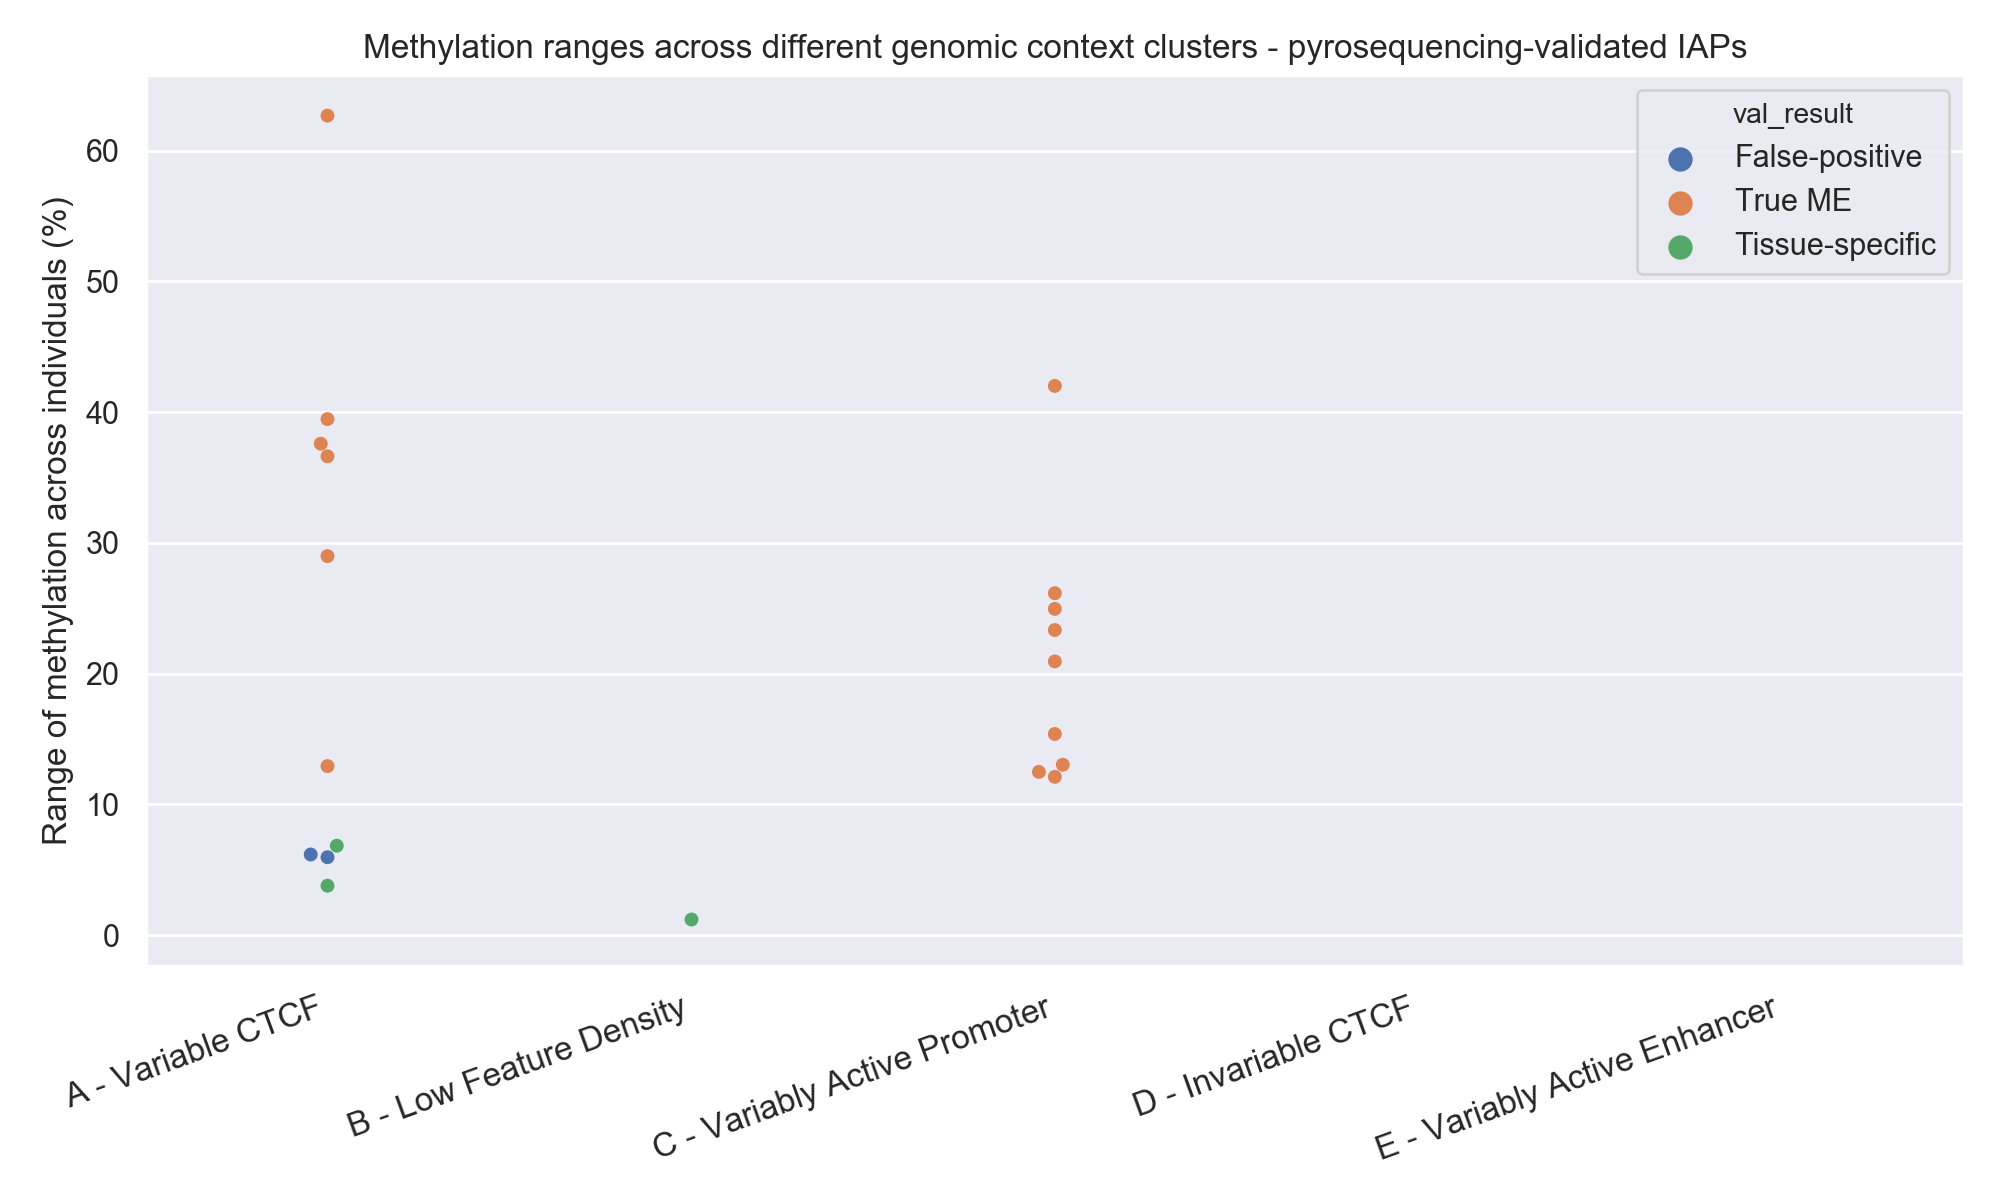 Methylation ranges across different genomic context clusters - pyrosequencing-validated IAPs
val_result
False-positive
True ME
Tissue-specific
Range of methylation across individuals (%)
60
50
40
30
20
10
0
A - Variable CTCF
B - Low Feature Density
C - Variably Active Promoter
D - Invariable CTCF
E - Variably Active Enhancer